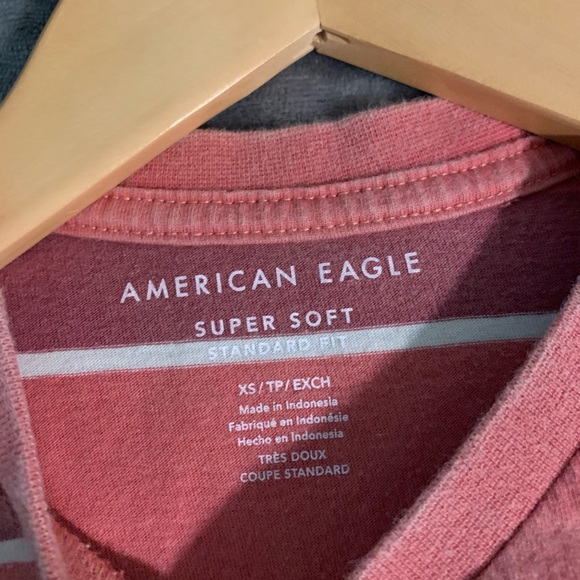 AMERICAN EAGLE
SUPER SOFT
STANDARD FIT
XS/TP/EXCH
Made in Indonesia
Fabriqué en Indonésie
Hecho en Indonesia
TRÈS DOUX
COUPE STANDARD